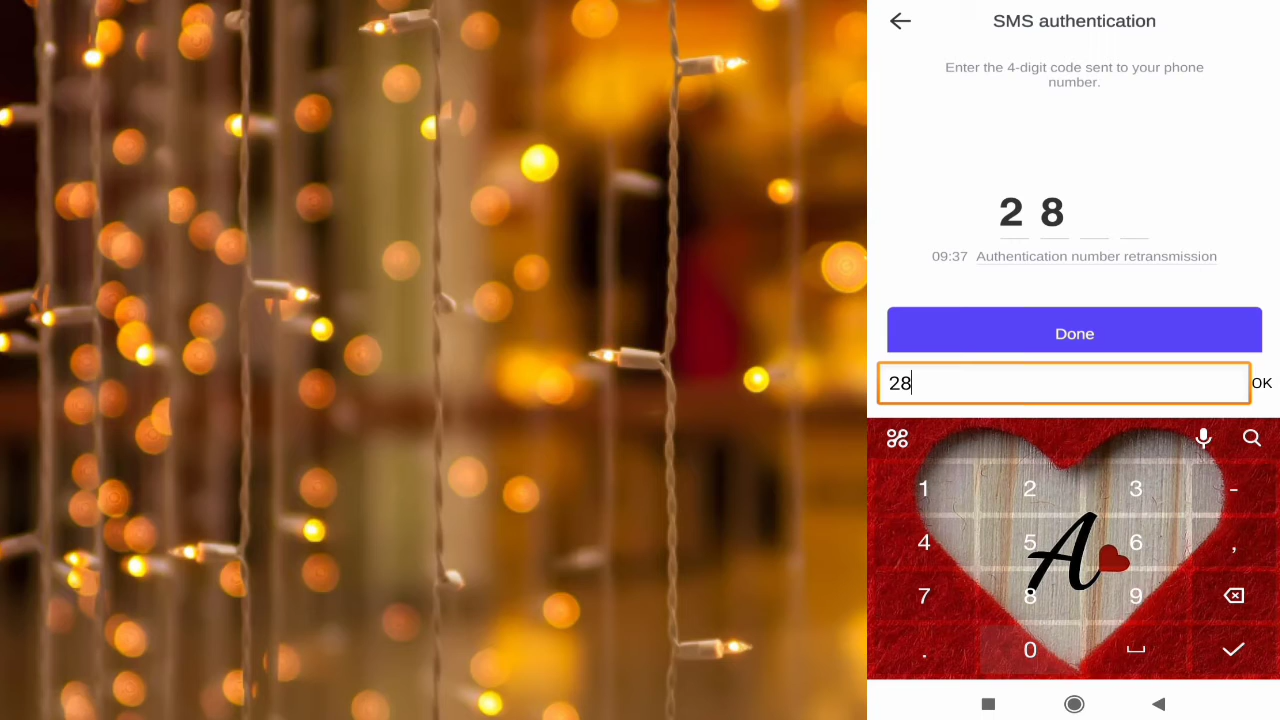 SMS authentication
Enter the 4-digit code sent to your phone
number.
2 8
09:37 Authentication number retransmission
Done
28
OK
1 2 3 -
4 5 6 ,
A
7 8 9
. 0